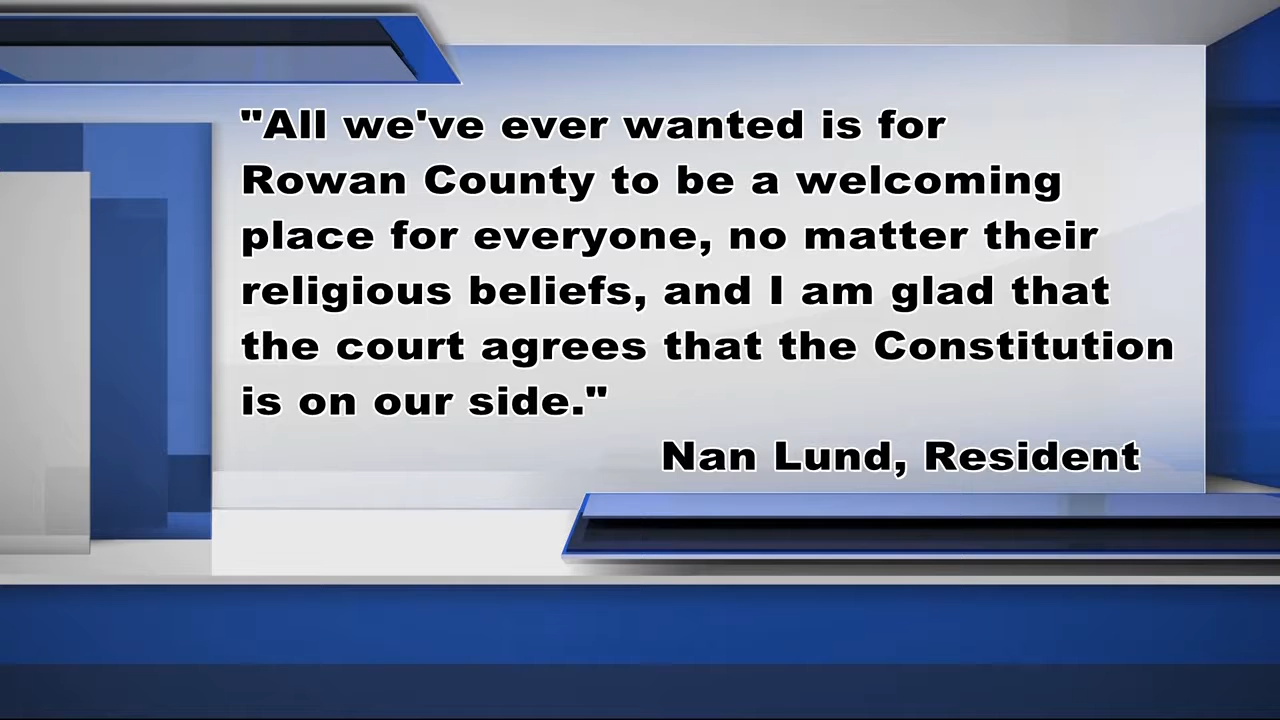 "All we've ever wanted is for
Rowan County to be a welcoming
place for everyone, no matter their
religious beliefs, and I am glad that
the court agrees that the Constitution
is on our side."
Nan Lund, Resident